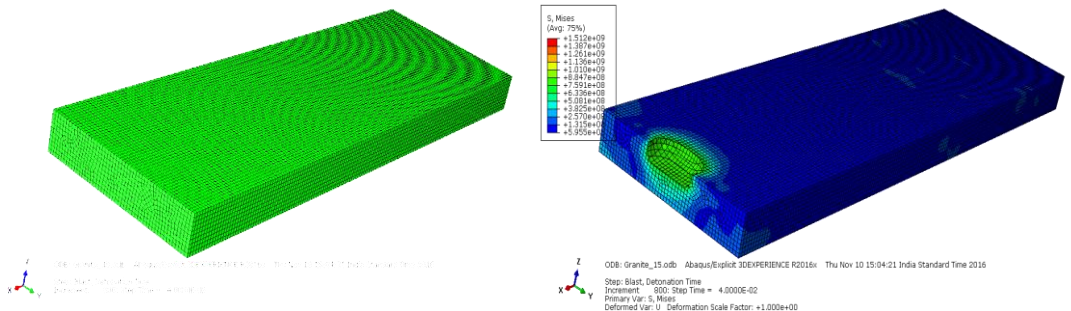 S, Mises
(Avg: 75%)
+1.512e+09
+1.387e+09
+1.261e+09
+1.136e+09
+1.010e+09
+8.847e+08
+7.591e+08
+6.336e+08
+5.081e+08
+3.825e+08
+2.570e+08
+1.315e+08
+5.955e+0
X
Y
Z
X
Y
ODB: Granite_15.odb Abaqus/Explicit 3DEXPERIENCE R2016x Thu Nov 10 15:04:21 India Standard Time 2016
Step: Blast, Detonation Time
Increment 800: Step Time = 4.0000E-02
Primary Var: S, Mises
Deformed Var: U Deformation Scale Factor: +1.000e+00